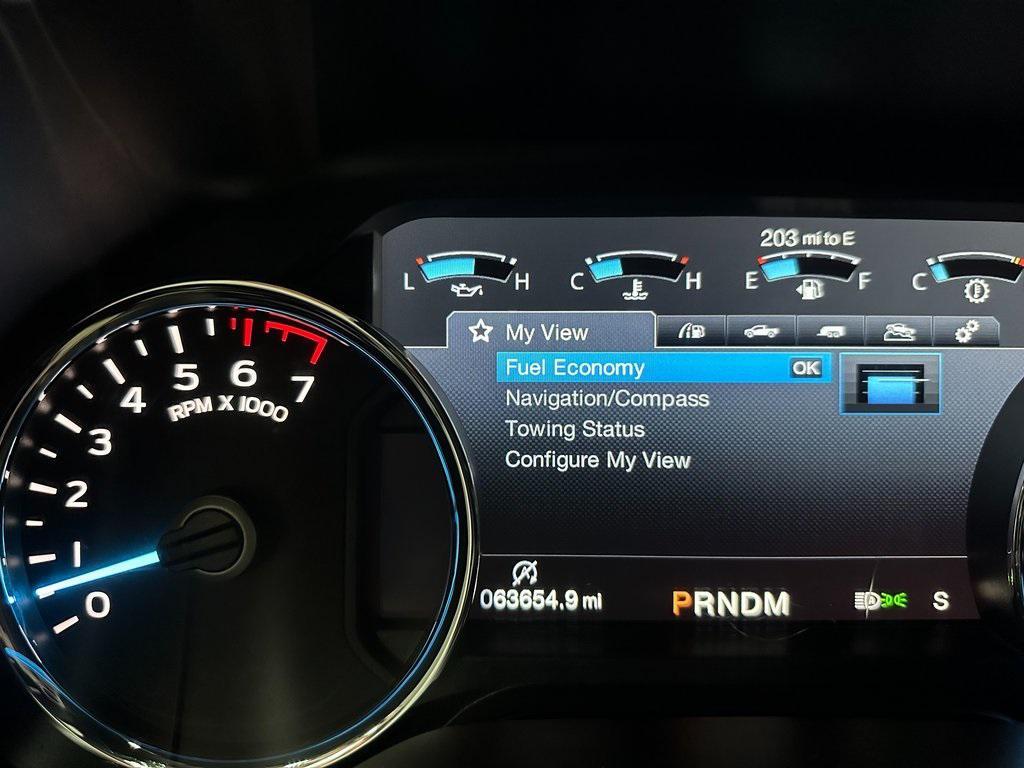 203 mi to E
L H C H E F C
My View
Fuel Economy OK
Navigation/Compass
Towing Status
Configure My View
063654.9 mi PRNDM S
0 1 2 3 4 5 6 7
RPM X 1000